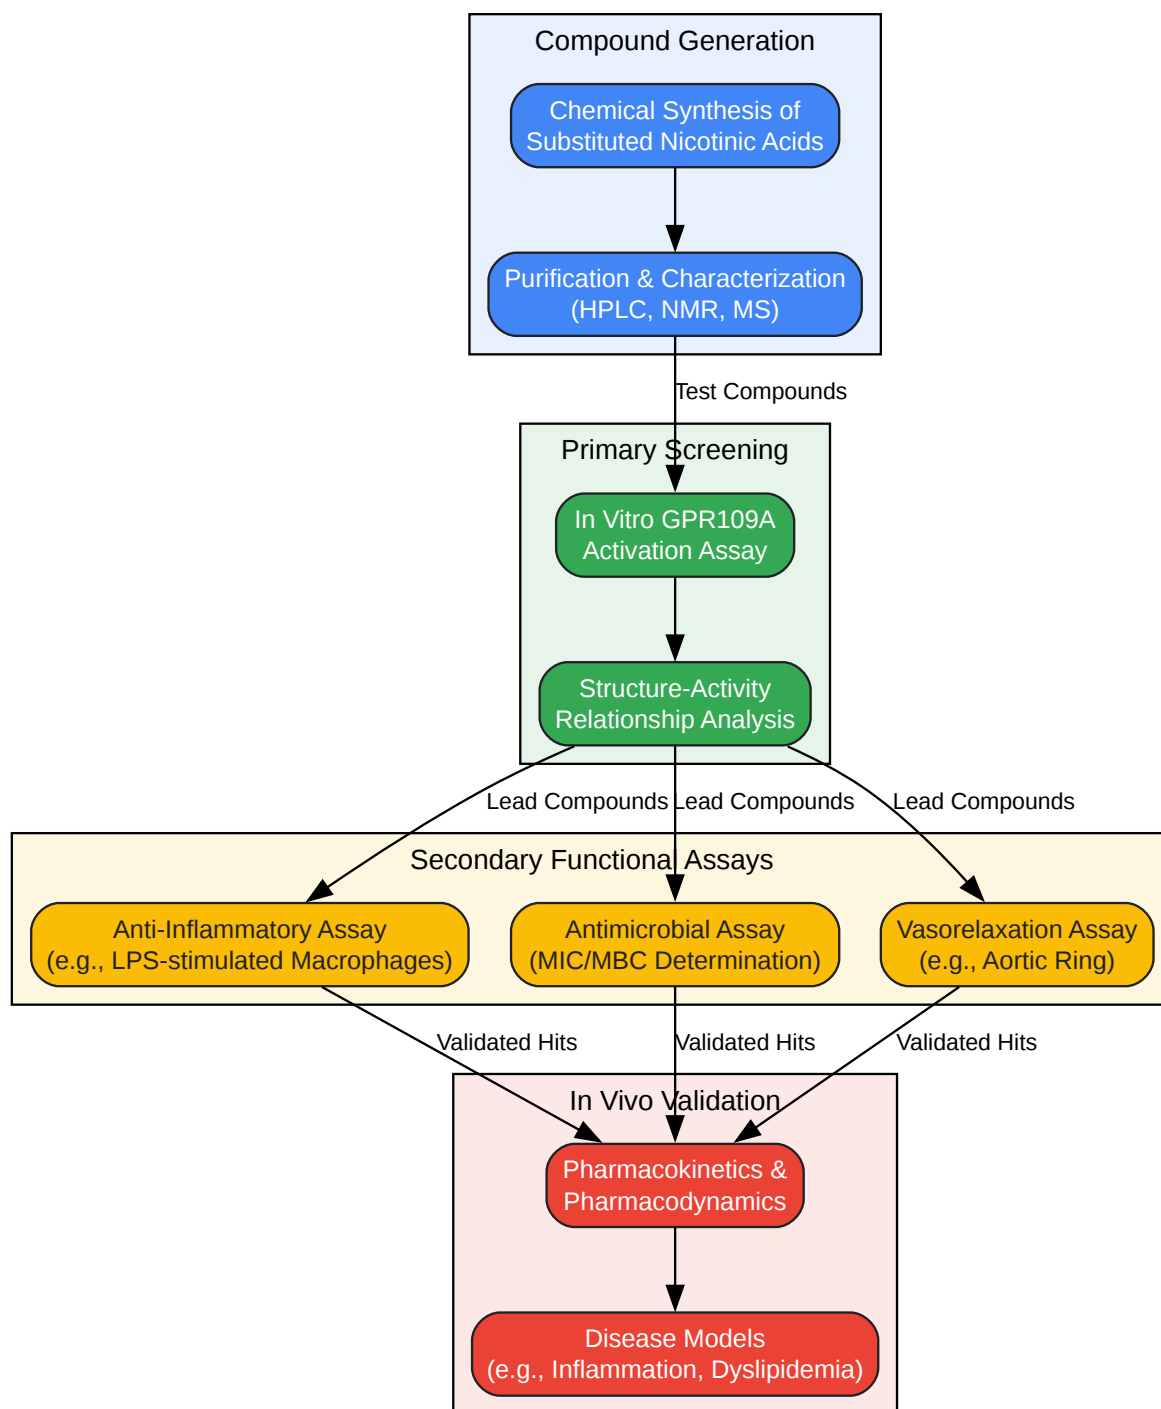 Compound Generation
Chemical Synthesis of
Substituted Nicotinic Acids
Purification & Characterization
(HPLC, NMR, MS)
Test Compounds
Primary Screening
In Vitro GPR109A
Activation Assay
Structure-Activity
Relationship Analysis
Lead Compounds
Lead Compounds
Lead Compounds
Secondary Functional Assays
Anti-Inflammatory Assay
(e.g., LPS-stimulated Macrophages)
Antimicrobial Assay
(MIC/MBC Determination)
Vasorelaxation Assay
(e.g., Aortic Ring)
Validated Hits
Validated Hits
Validated Hits
In Vivo Validation
Pharmacokinetics &
Pharmacodynamics
Disease Models
(e.g., Inflammation, Dyslipidemia)